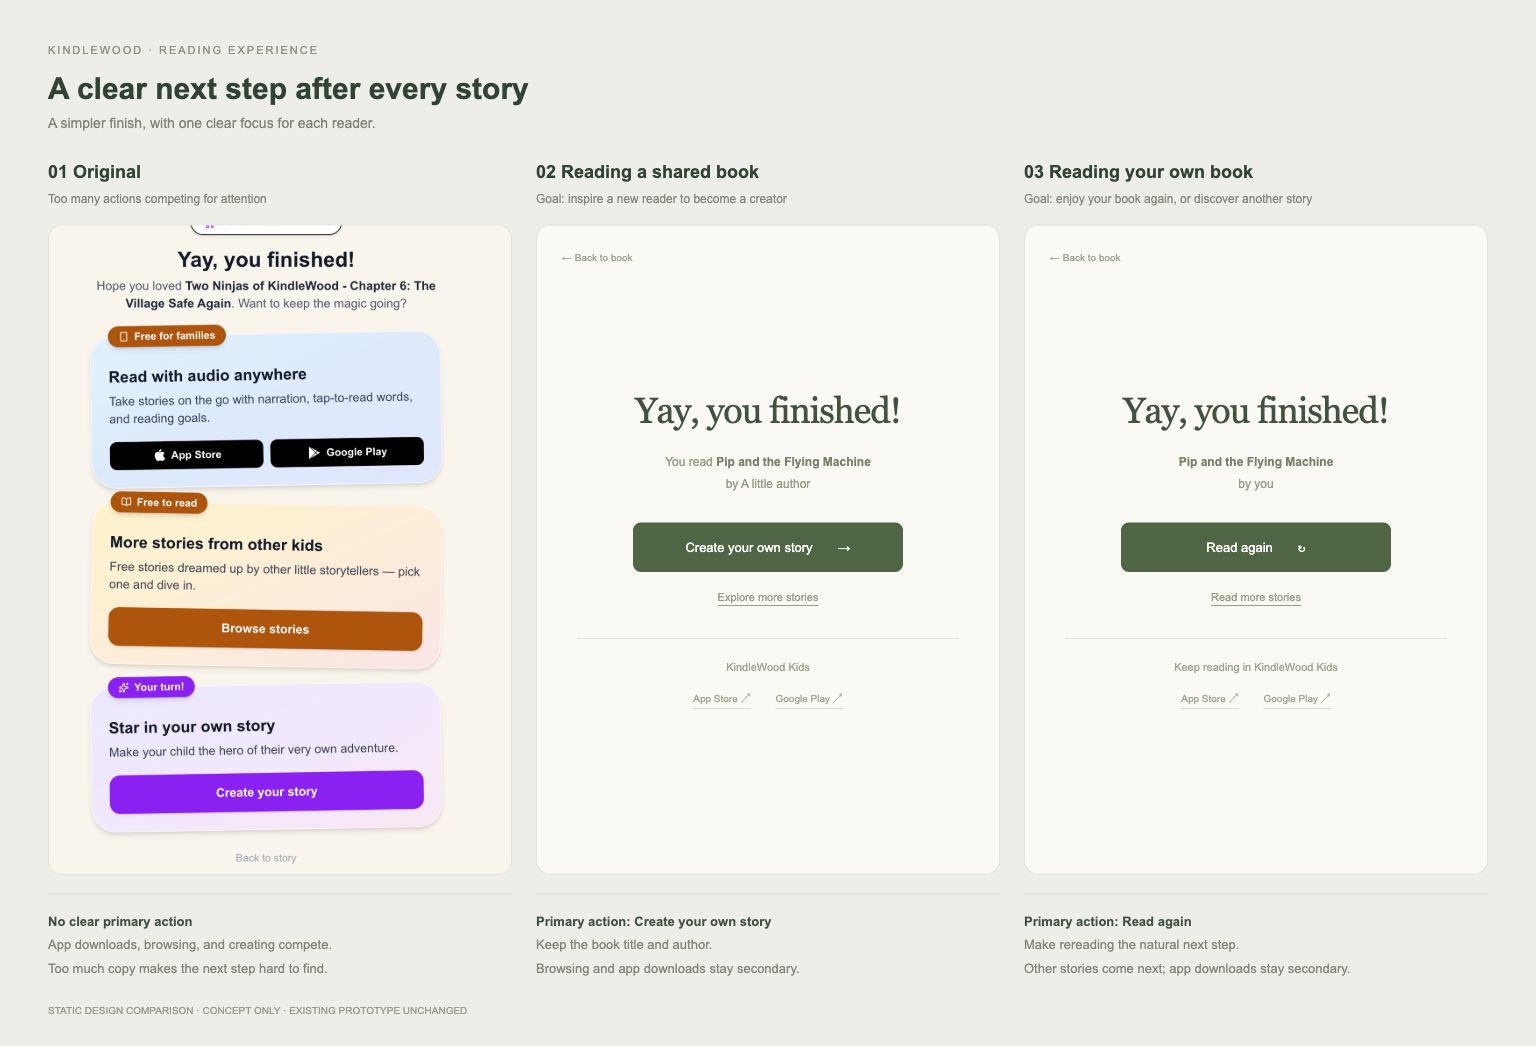 KINDLEWOOD · READING EXPERIENCE
A clear next step after every story
A simpler finish, with one clear focus for each reader.
01 Original
Too many actions competing for attention
Yay, you finished!
Hope you loved Two Ninjas of KindleWood - Chapter 6: The
Village Safe Again. Want to keep the magic going?
Free for families
Read with audio anywhere
Take stories on the go with narration, tap-to-read words,
and reading goals.
App Store
Google Play
Free to read
More stories from other kids
Free stories dreamed up by other little storytellers — pick
one and dive in.
Browse stories
Your turn!
Star in your own story
Make your child the hero of their very own adventure.
Create your story
Back to story
No clear primary action
App downloads, browsing, and creating compete.
Too much copy makes the next step hard to find.
02 Reading a shared book
Goal: inspire a new reader to become a creator
← Back to book
Yay, you finished!
You read Pip and the Flying Machine
by A little author
Create your own story →
Explore more stories
KindleWood Kids
App Store ↗
Google Play ↗
Primary action: Create your own story
Keep the book title and author.
Browsing and app downloads stay secondary.
03 Reading your own book
Goal: enjoy your book again, or discover another story
← Back to book
Yay, you finished!
Pip and the Flying Machine
by you
Read again ↻
Read more stories
Keep reading in KindleWood Kids
App Store ↗
Google Play ↗
Primary action: Read again
Make rereading the natural next step.
Other stories come next; app downloads stay secondary.
STATIC DESIGN COMPARISON · CONCEPT ONLY · EXISTING PROTOTYPE UNCHANGED